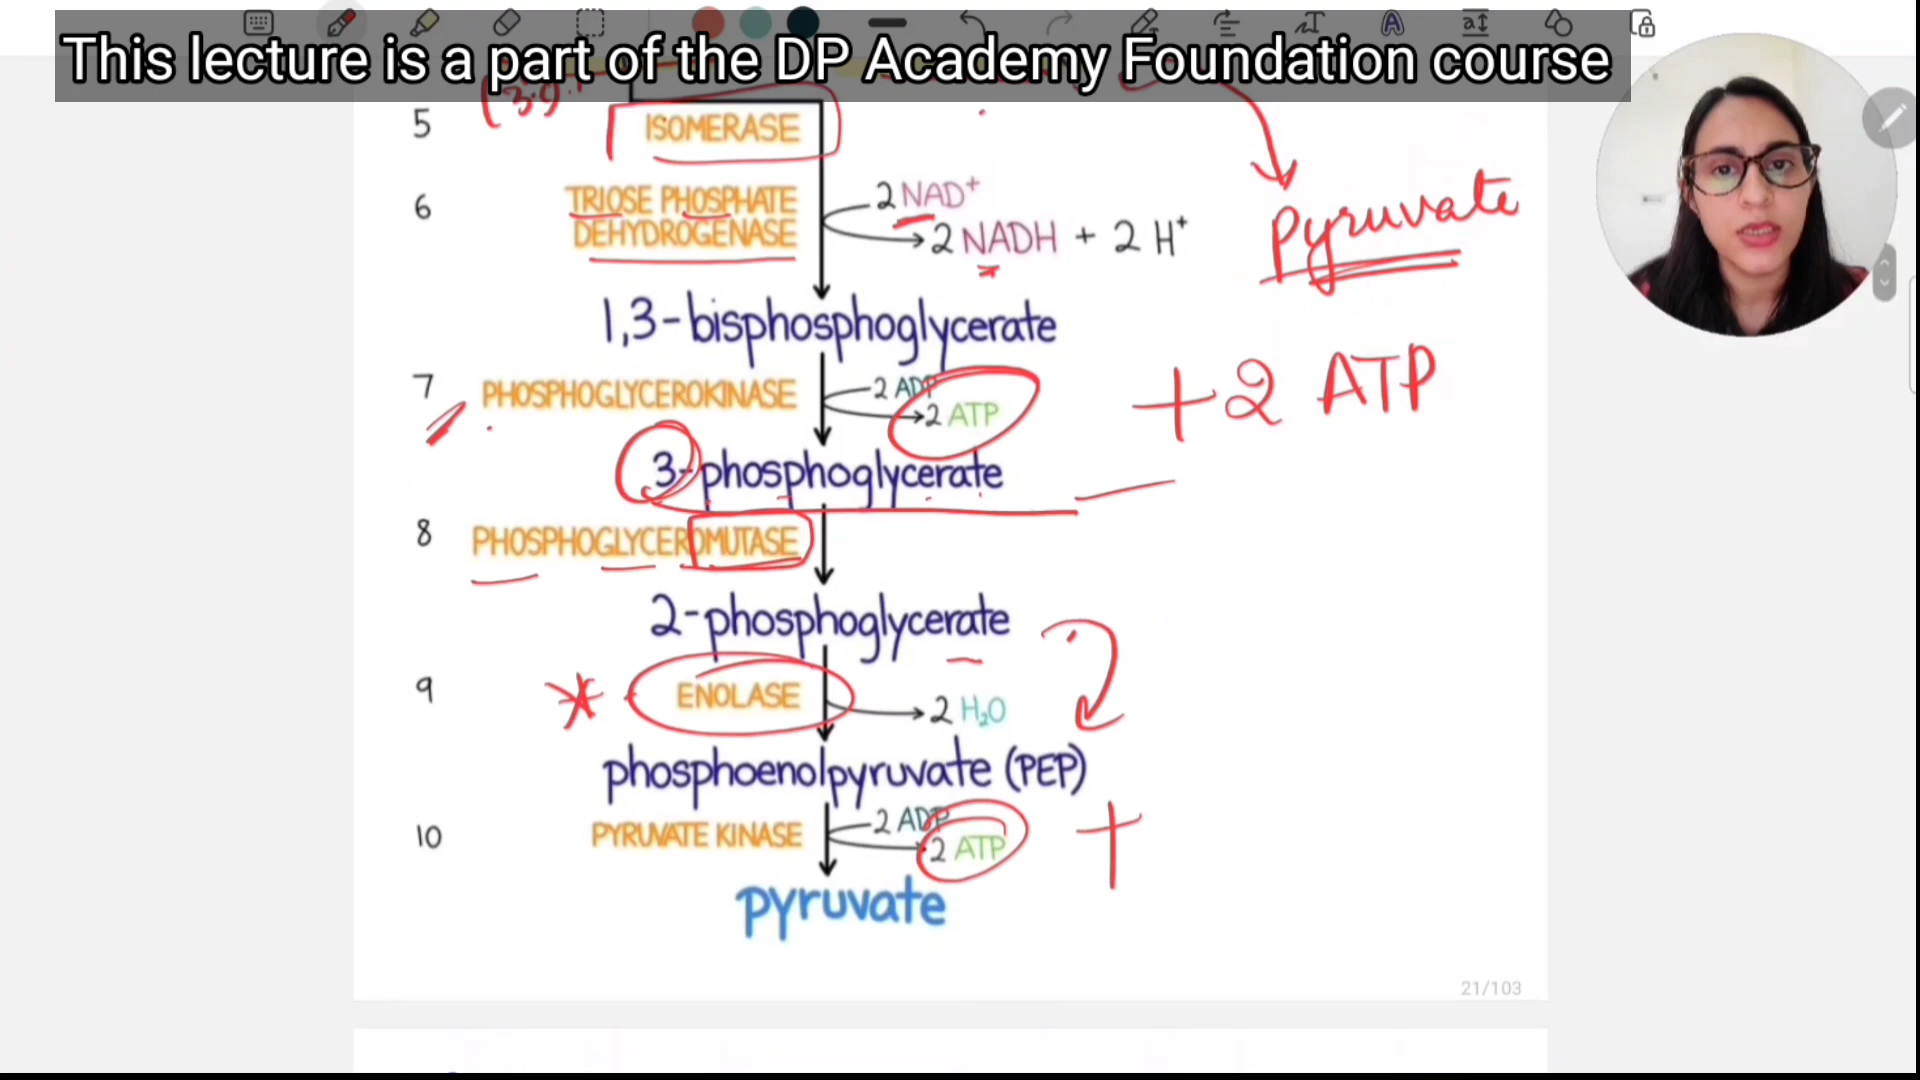 This lecture is a part of the DP Academy Foundation course
5 ISOMERASE
6 TRIOSE PHOSPHATE DEHYDROGENASE
2 NAD⁺
2 NADH + 2 H⁺
Pyruvate
1,3-bisphosphoglycerate
7 PHOSPHOGLYCEROKINASE
2 ADP
2 ATP
+2 ATP
3-phosphoglycerate
8 PHOSPHOGLYCEROMUTASE
2-phosphoglycerate
9 ENOLASE
2 H₂O
phosphoenolpyruvate (PEP)
10 PYRUVATE KINASE
2 ADP
2 ATP
+
pyruvate
21/103